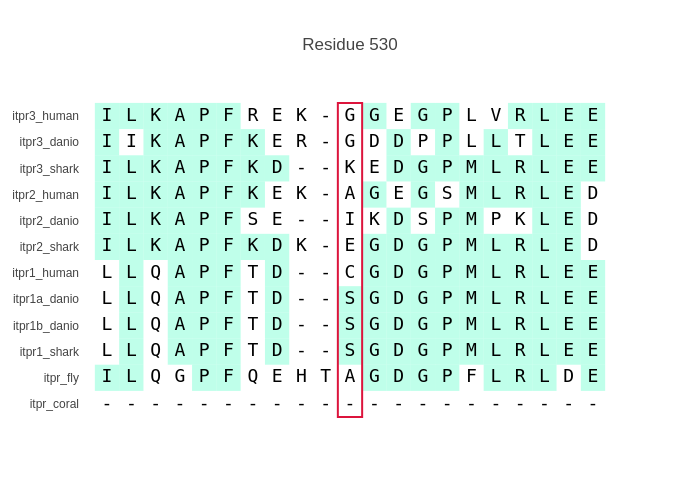 Residue 530
itpr3_human I L K A P F R E K - G G E G P L V R L E E
itpr3_danio I I K A P F K E R - G D D P P L L T L E E
itpr3_shark I L K A P F K D - - K E D G P M L R L E E
itpr2_human I L K A P F K E K - A G E G S M L R L E D
itpr2_danio I L K A P F S E - - I K D S P M P K L E D
itpr2_shark I L K A P F K D K - E G D G P M L R L E D
itpr1_human L L Q A P F T D - - C G D G P M L R L E E
itpr1a_danio L L Q A P F T D - - S G D G P M L R L E E
itpr1b_danio L L Q A P F T D - - S G D G P M L R L E E
itpr1_shark L L Q A P F T D - - S G D G P M L R L E E
itpr_fly I L Q G P F Q E H T A G D G P F L R L D E
itpr_coral - - - - - - - - - - - - - - - - - - - - -